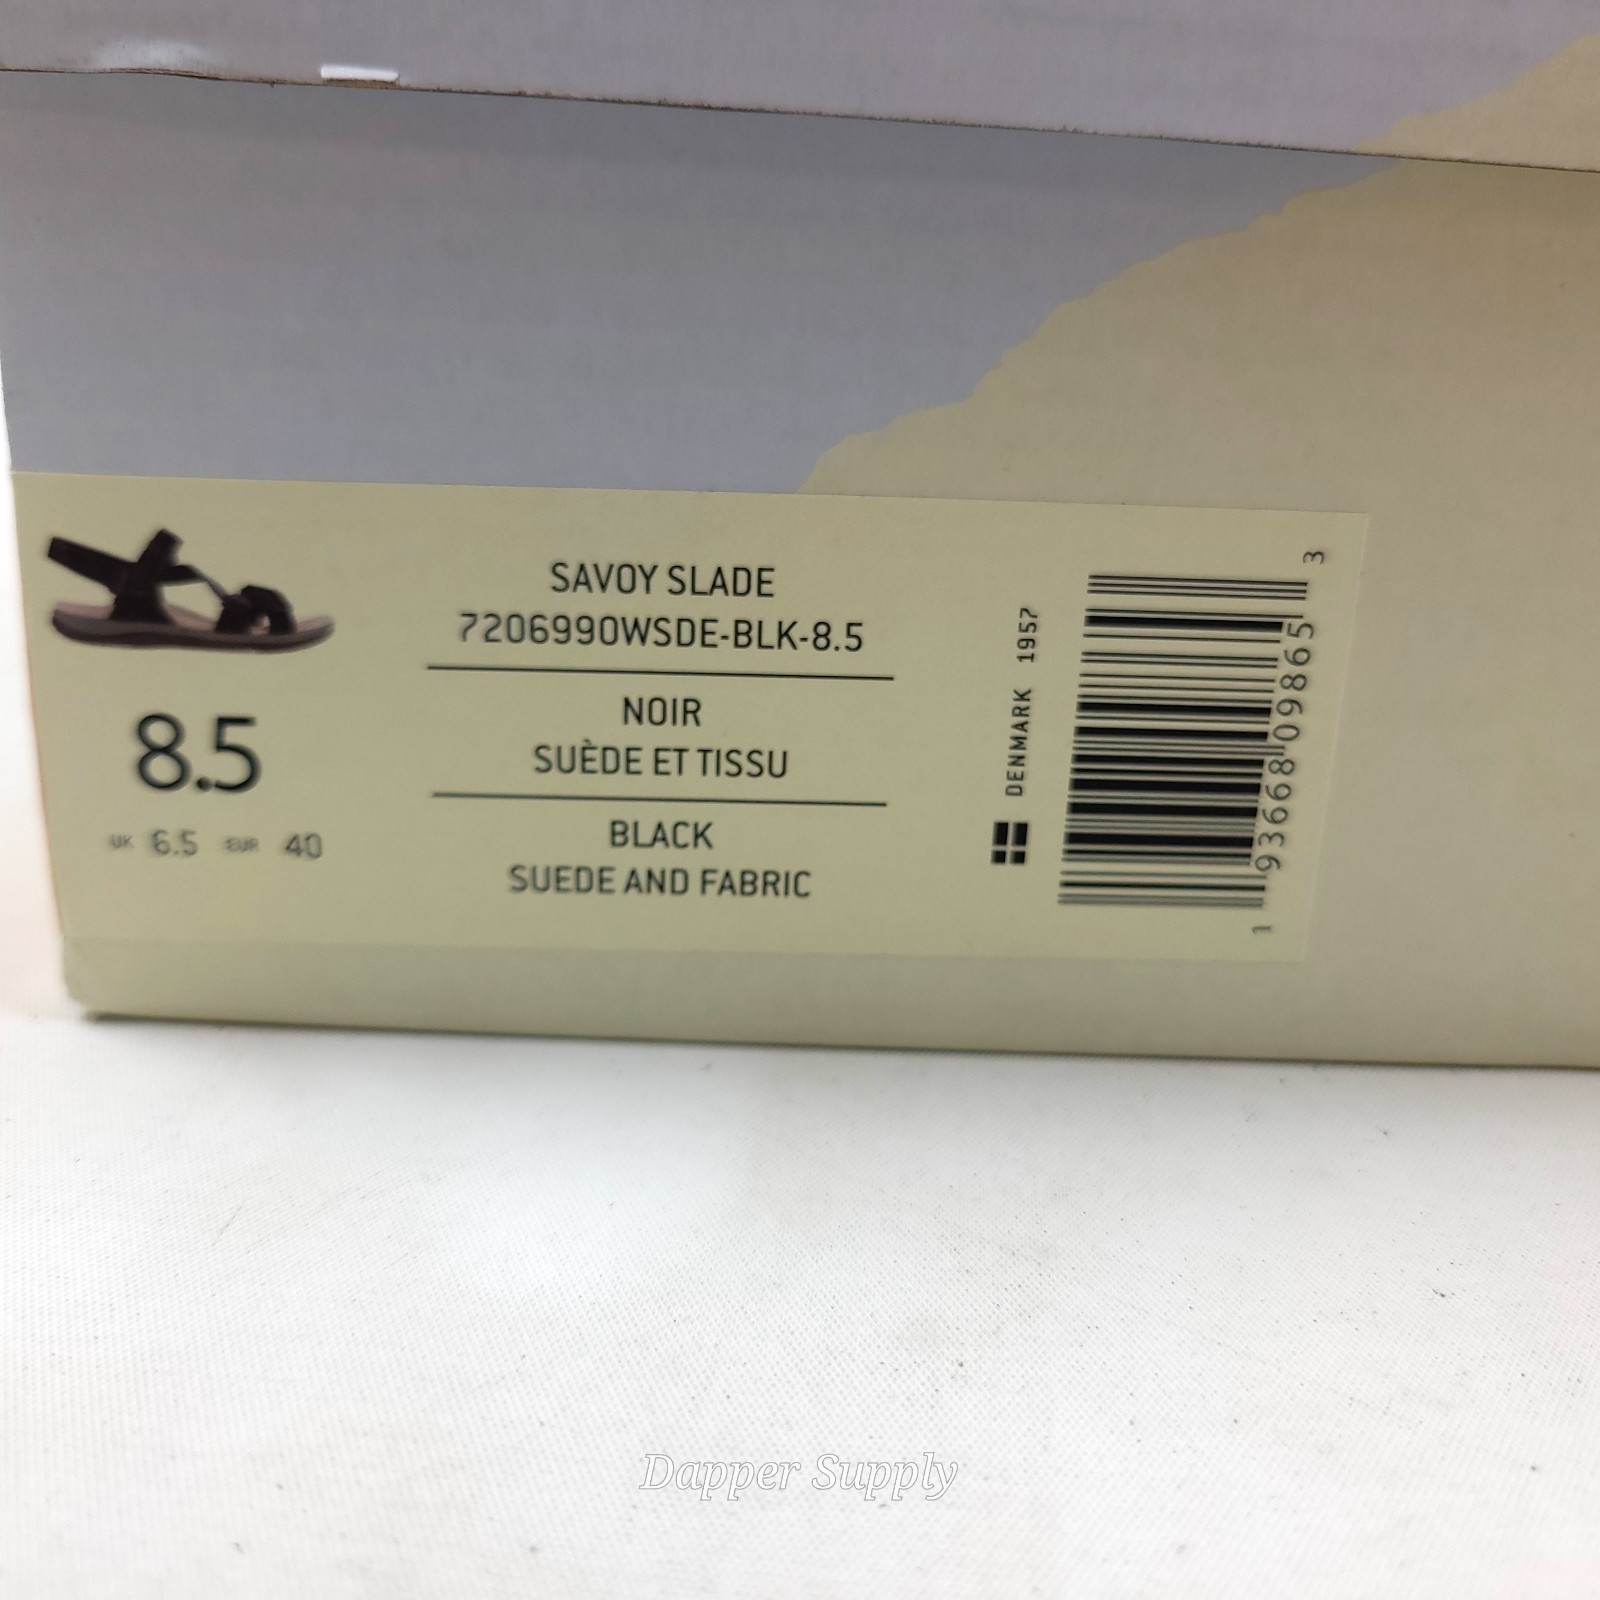 SAVOY SLADE
7206990WSDE-BLK-8.5
NOIR
SUÈDE ET TISSU
BLACK
SUEDE AND FABRIC
8.5
UK 6.5 EUR 40
DENMARK 1957
1 93668 09865 3
Dapper Supply